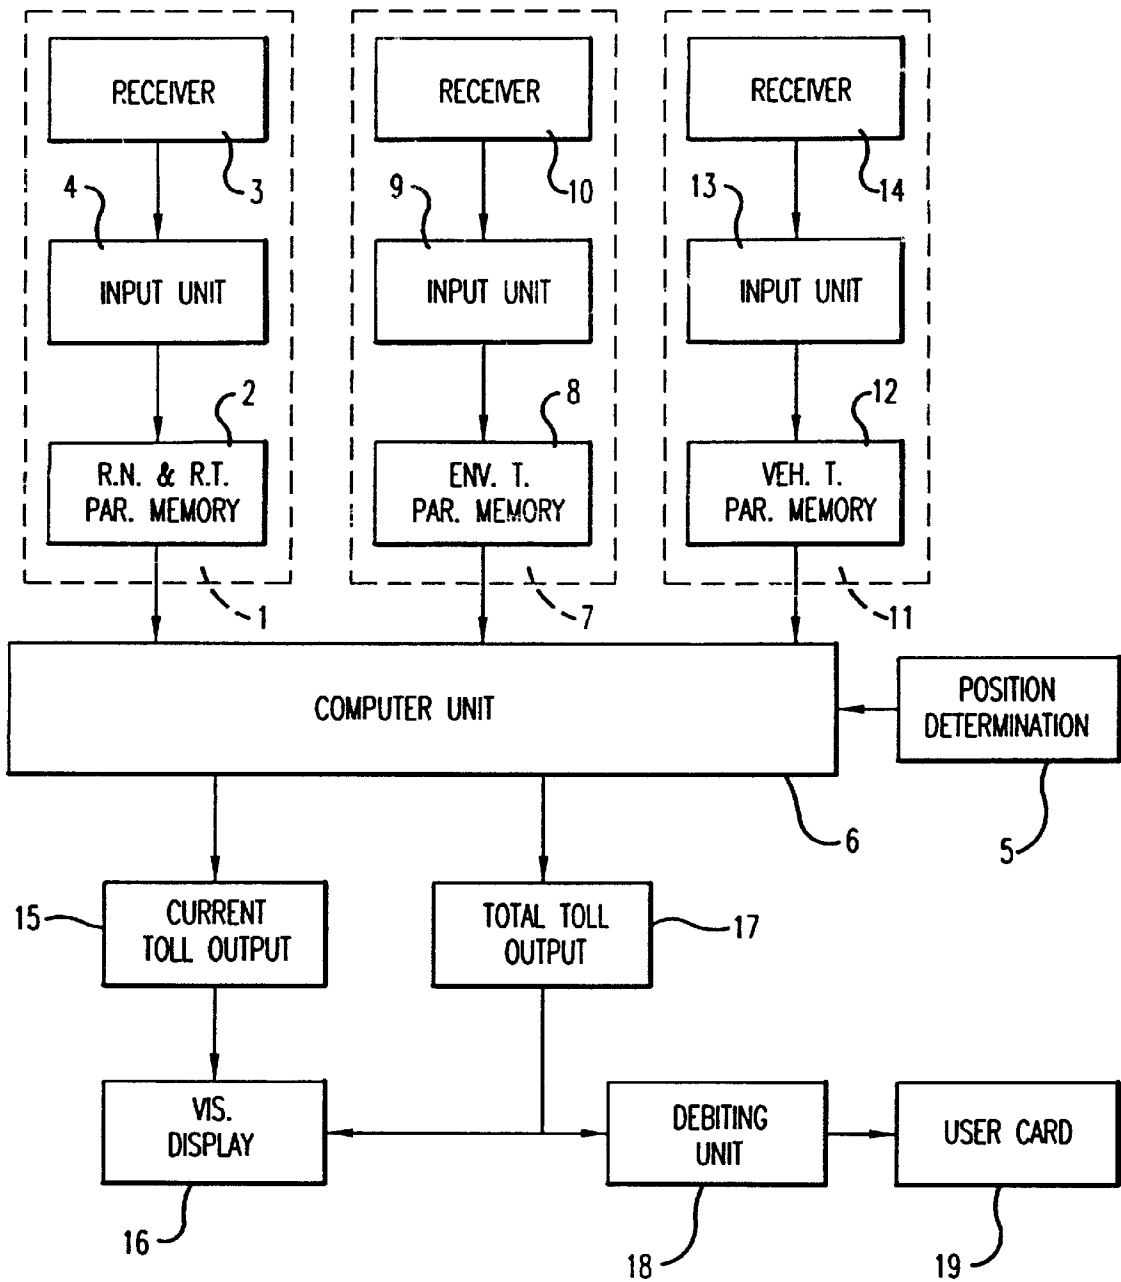 RECEIVER
RECEIVER
RECEIVER
3
10
14
4
9
13
INPUT UNIT
INPUT UNIT
INPUT UNIT
2
8
12
R.N. & R.T.
PAR. MEMORY
ENV. T.
PAR. MEMORY
VEH. T.
PAR. MEMORY
1
7
11
COMPUTER UNIT
POSITION
DETERMINATION
6
5
15
CURRENT
TOLL OUTPUT
TOTAL TOLL
OUTPUT
17
VIS.
DISPLAY
DEBITING
UNIT
USER CARD
16
18
19